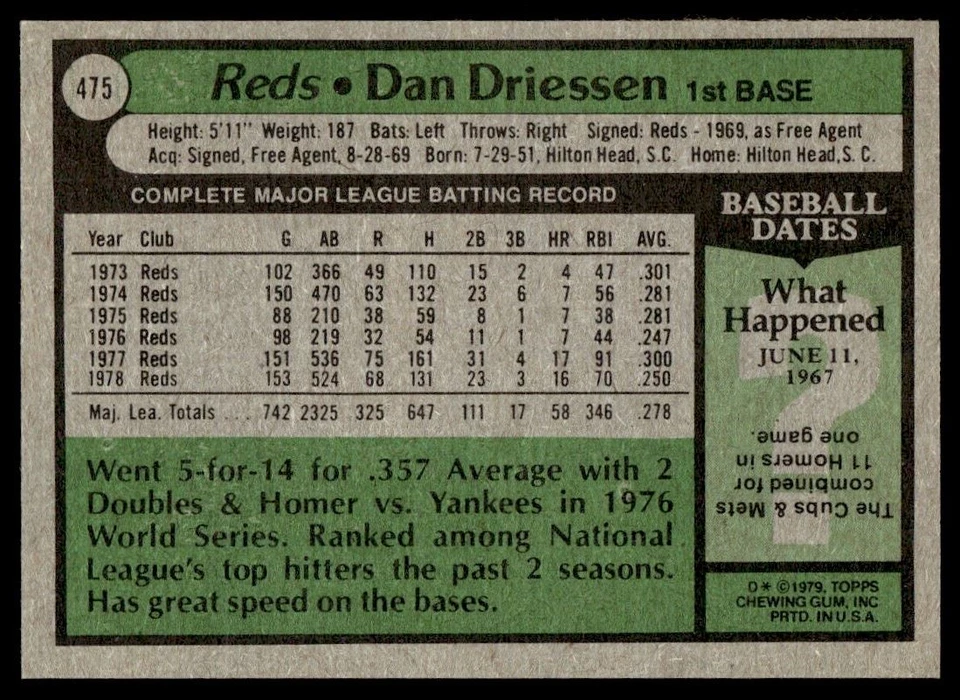 475
Reds • Dan Driessen 1st BASE
Height: 5'11" Weight: 187 Bats: Left Throws: Right Signed: Reds - 1969, as Free Agent
Acq: Signed, Free Agent, 8-28-69 Born: 7-29-51, Hilton Head, S.C. Home: Hilton Head, S. C.
COMPLETE MAJOR LEAGUE BATTING RECORD
Year Club G AB R H 2B 3B HR RBI AVG.
1973 Reds 102 366 49 110 15 2 4 47 .301
1974 Reds 150 470 63 132 23 6 7 56 .281
1975 Reds 88 210 38 59 8 1 7 38 .281
1976 Reds 98 219 32 54 11 1 7 44 .247
1977 Reds 151 536 75 161 31 4 17 91 .300
1978 Reds 153 524 68 131 23 3 16 70 .250
Maj. Lea. Totals . . . 742 2325 325 647 111 17 58 346 .278
Went 5-for-14 for .357 Average with 2
Doubles & Homer vs. Yankees in 1976
World Series. Ranked among National
League's top hitters the past 2 seasons.
Has great speed on the bases.
BASEBALL
DATES
What
Happened
JUNE 11,
1967
The Cubs & Mets
combined for
11 Homers in
one game.
D * © 1979, TOPPS
CHEWING GUM, INC
PRTD. IN U.S.A.